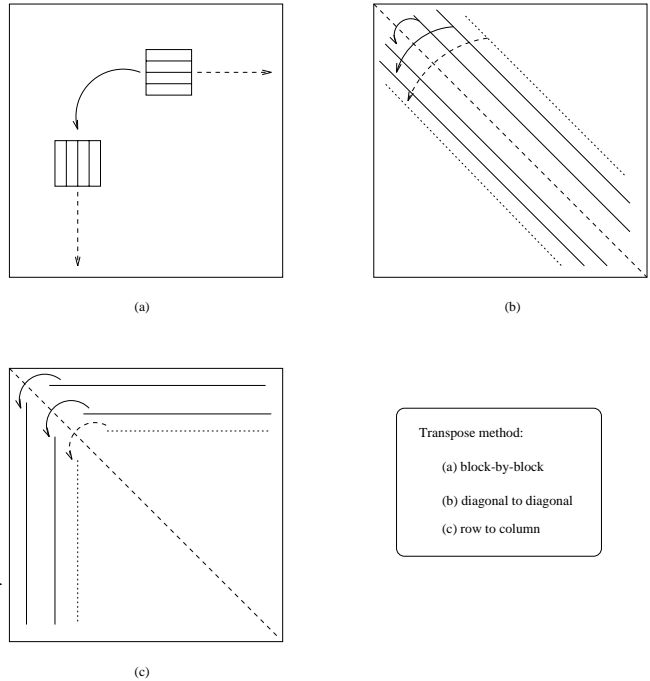 (a)
(b)
(c)
Transpose method:
(a) block-by-block
(b) diagonal to diagonal
(c) row to column